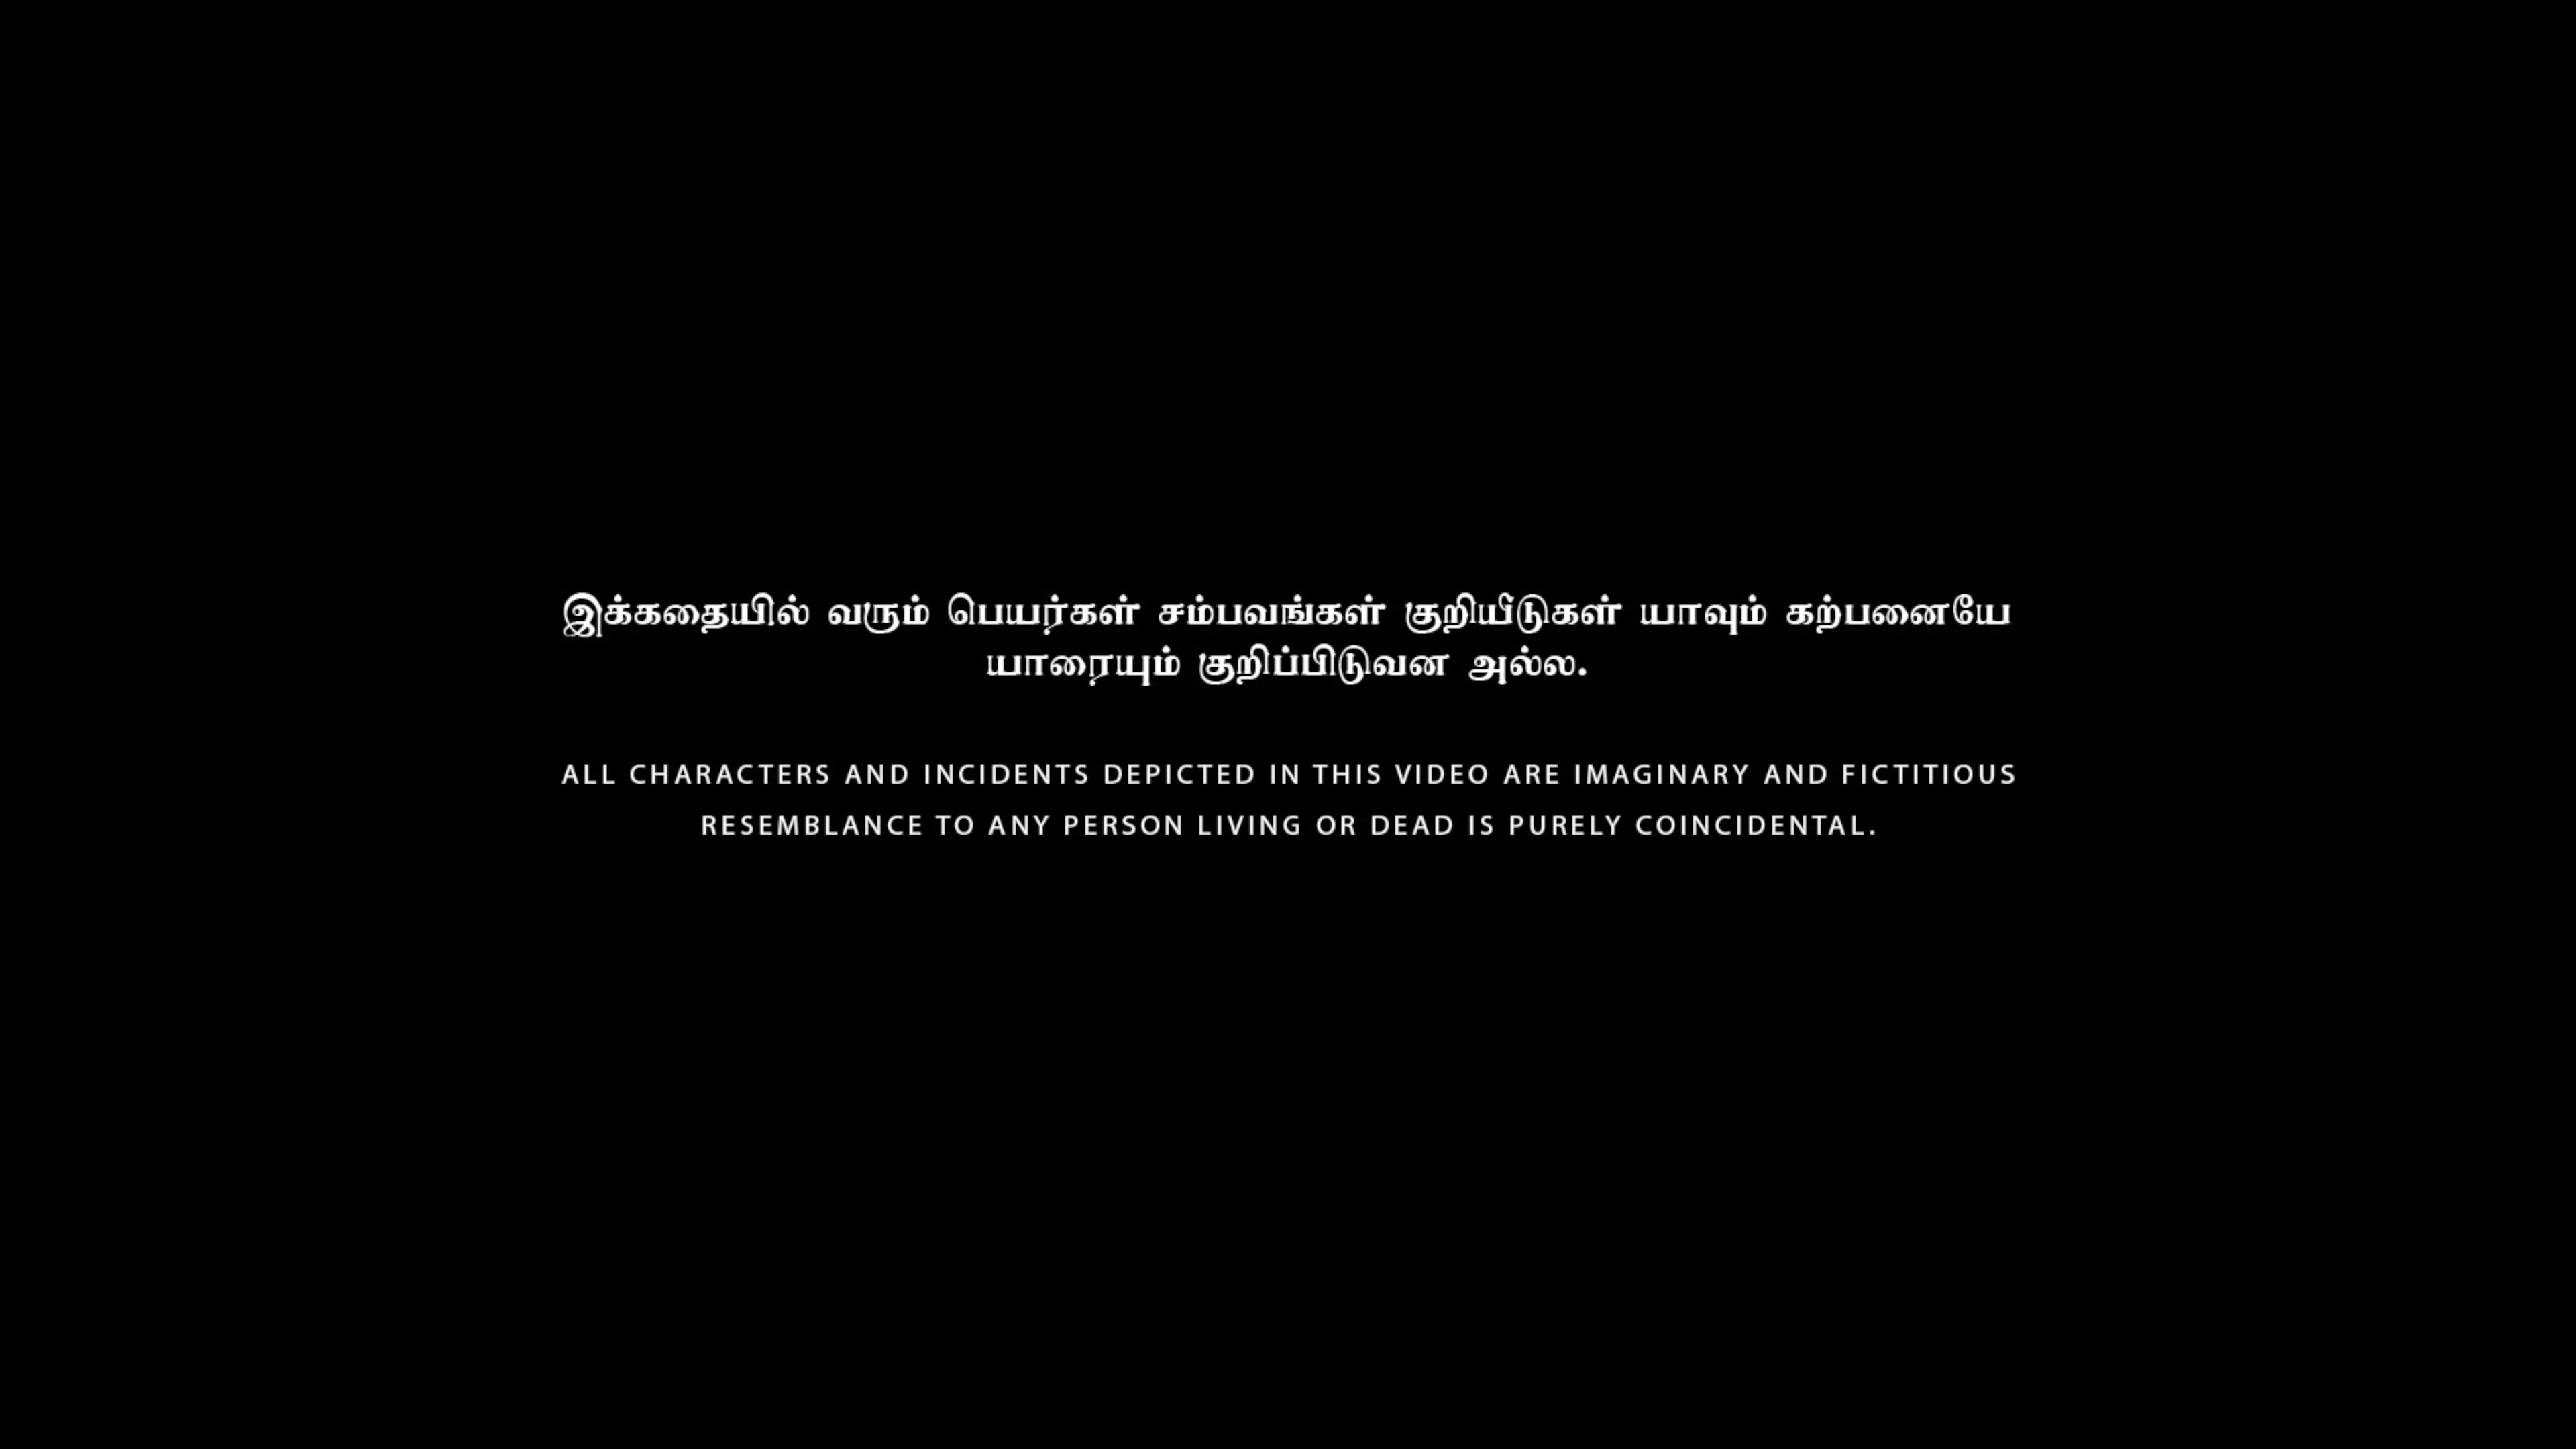 இக்கதையில் வரும் பெயர்கள் சம்பவங்கள் குறியீடுகள் யாவும் கற்பனையே
யாரையும் குறிப்பிடுவன அல்ல.
ALL CHARACTERS AND INCIDENTS DEPICTED IN THIS VIDEO ARE IMAGINARY AND FICTITIOUS
RESEMBLANCE TO ANY PERSON LIVING OR DEAD IS PURELY COINCIDENTAL.